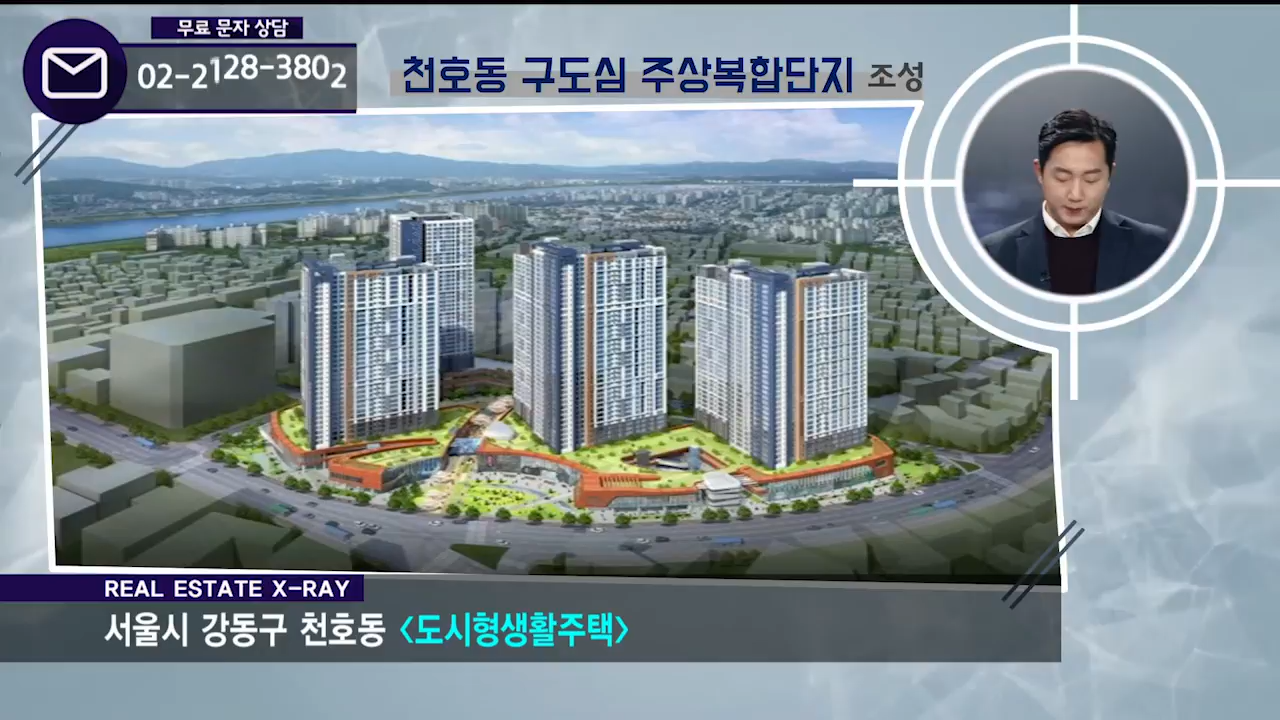 무료 문자 상담
02-2128-3802
천호동 구도심 주상복합단지 조성
REAL ESTATE X-RAY
서울시 강동구 천호동 <도시형생활주택>